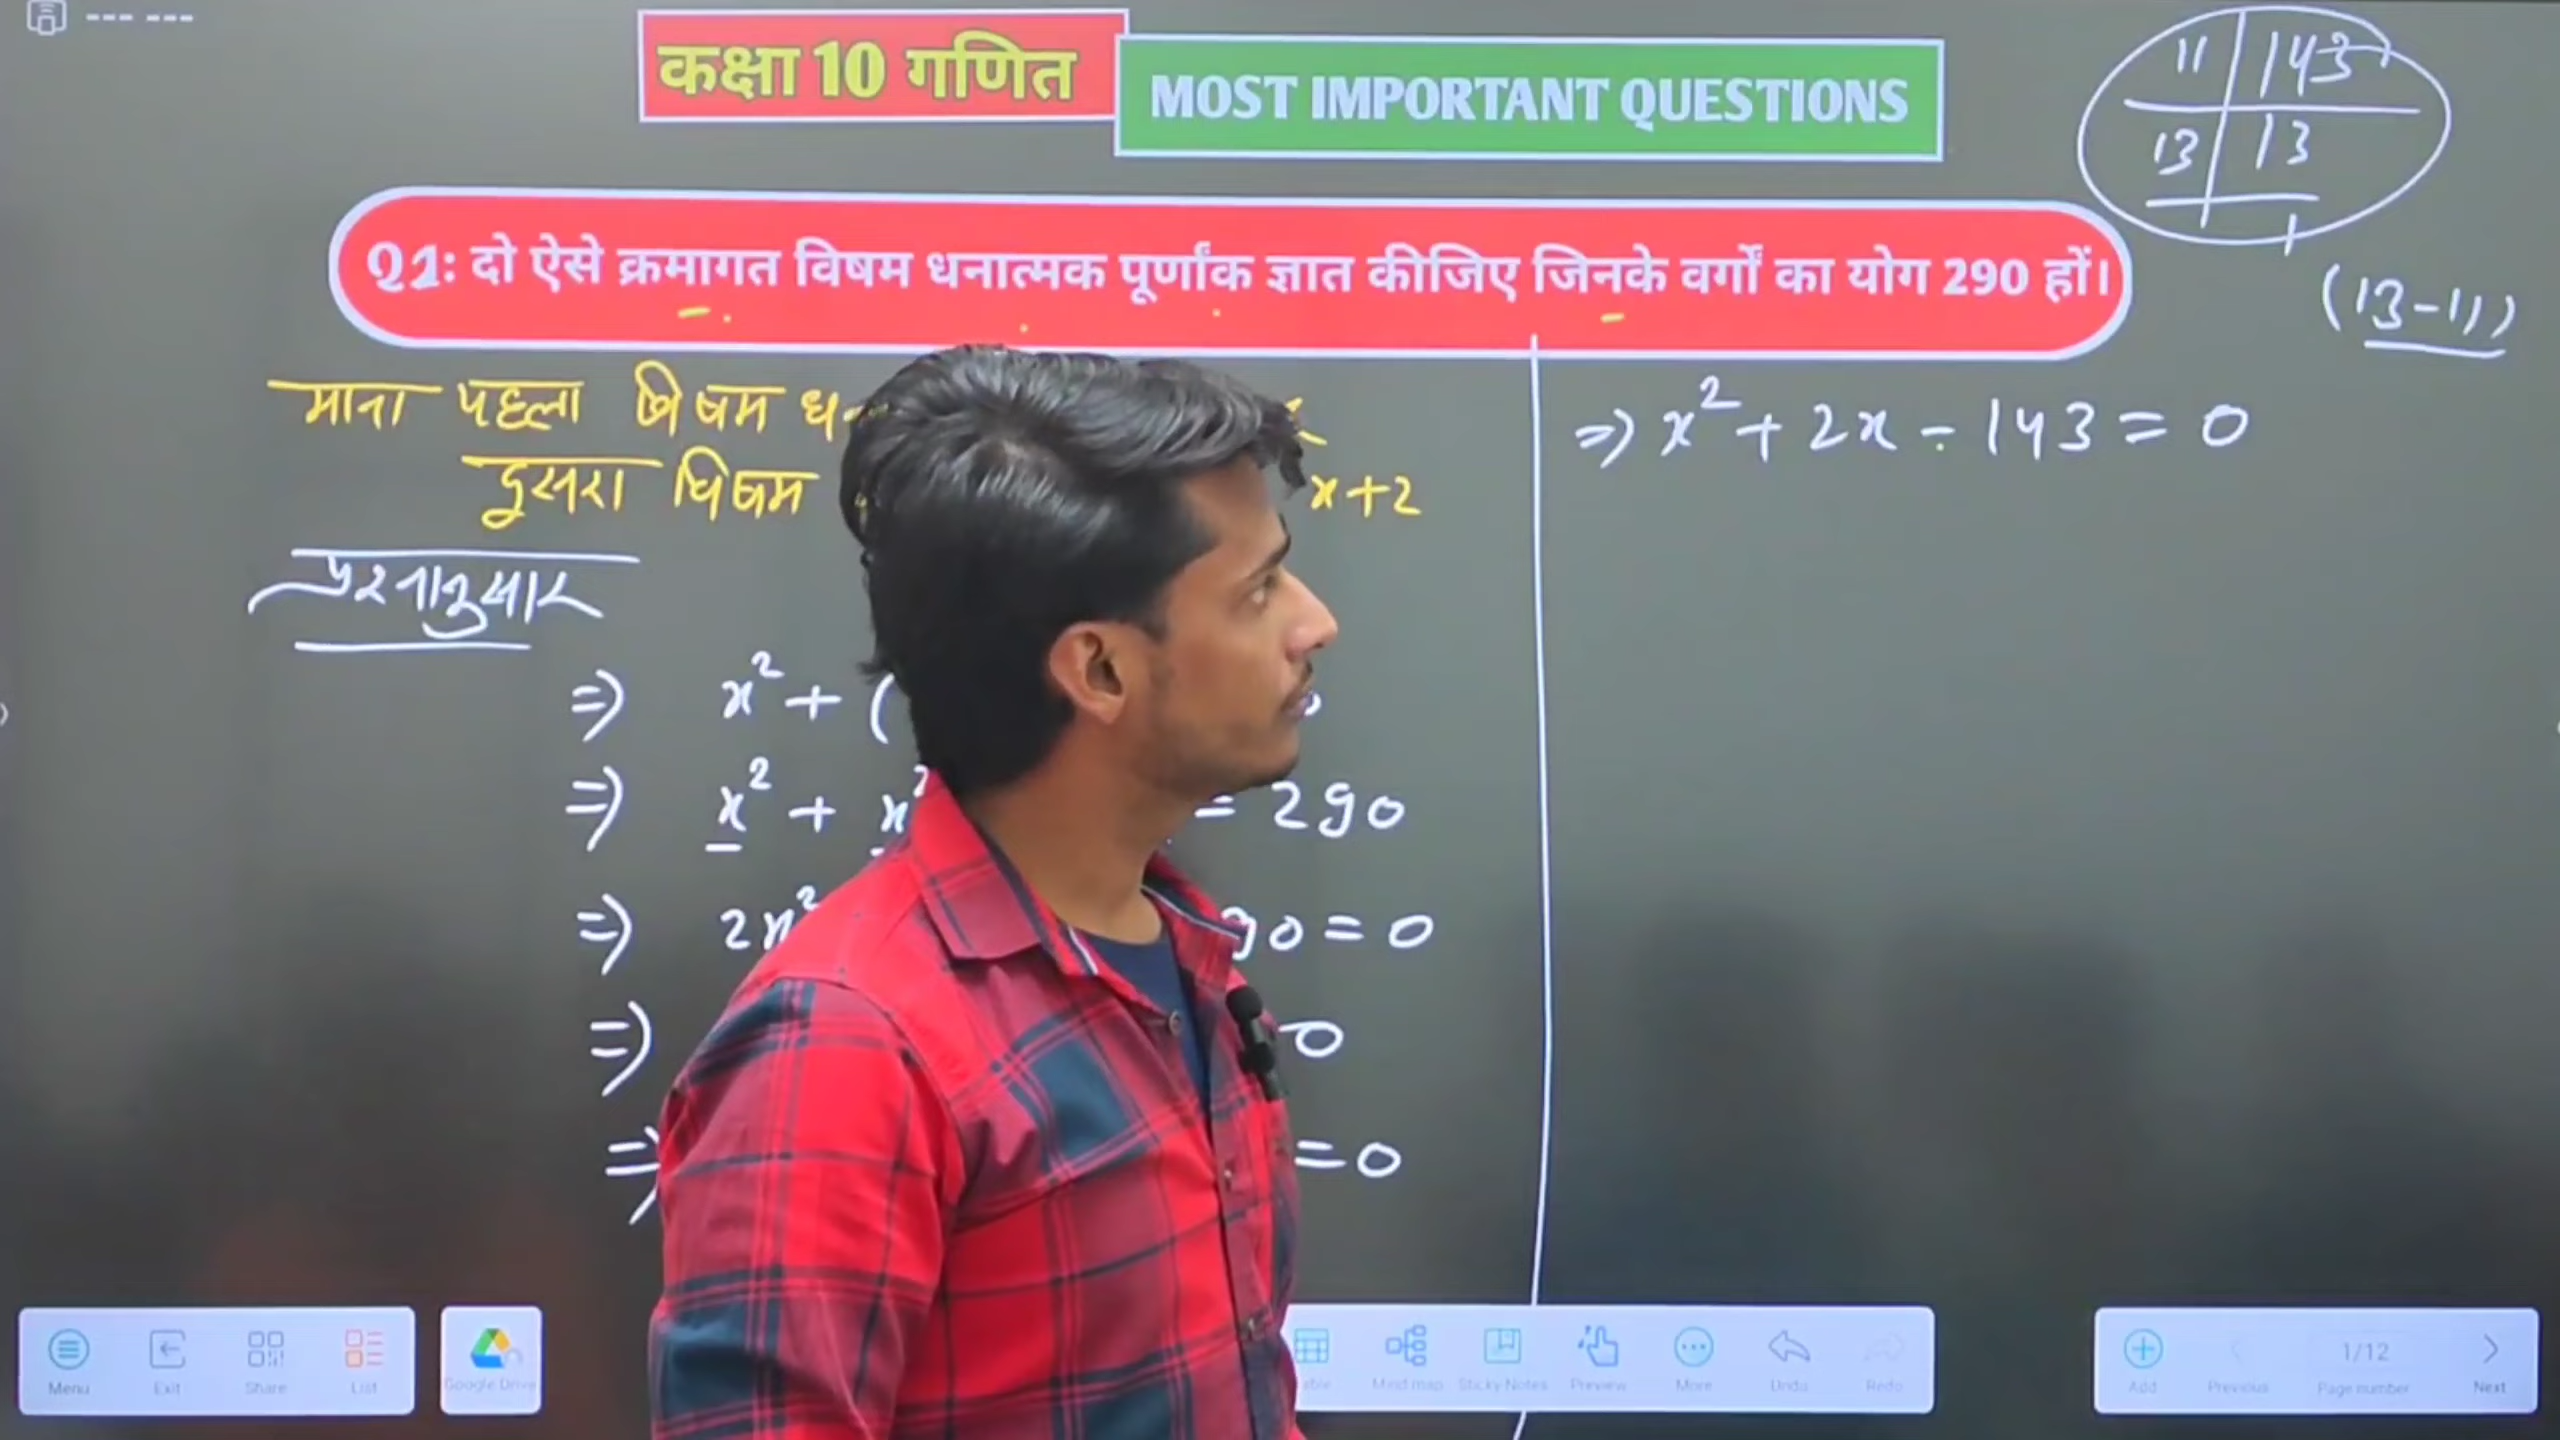 कक्षा 10 गणित
MOST IMPORTANT QUESTIONS
11 | 143
13 | 13
1
(13-11)
Q1: दो ऐसे क्रमागत विषम धनात्मक पूर्णांक ज्ञात कीजिए जिनके वर्गों का योग 290 हों।
माना पहला विषम
दुसरा विषम x+2
प्रश्नानुसार
=> x² + (
=> x² + x² = 290
=> 2x² 90 = 0
=> 0
=> =0
=> x² + 2x - 143 = 0
Menu Exit Share List Google Drive Mind map Sticky Notes Preview More Undo Redo Add Previous 1/12 Page number Next